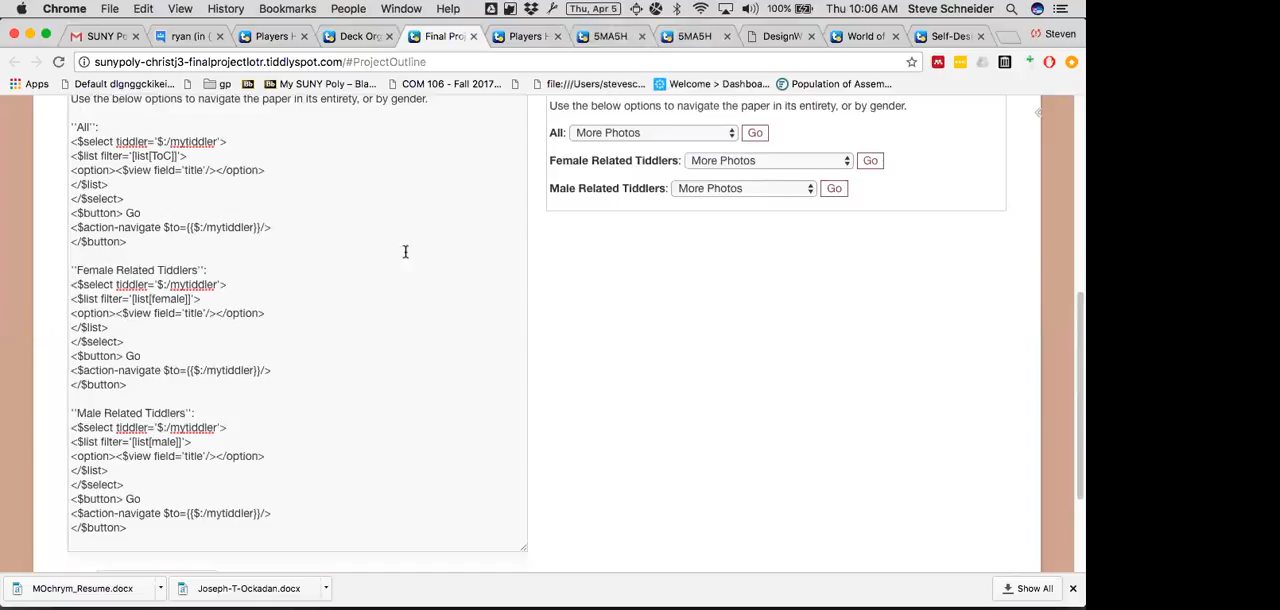 Chrome File Edit View History Bookmarks People Window Help Thu, Apr 5 100% Thu 10:06 AM Steve Schneider
SUNY Po ryan (in Players H Deck Org Final Proj Players H 5MA5H 5MA5H DesignW World of Self-Des Steven
sunypoly-christj3-finalprojectlotr.tiddlyspot.com/#ProjectOutline
Apps Default dlgnggckifkei... My SUNY Poly – Bla... COM 106 - Fall 2017... gp file:///Users/stevesc... Welcome > Dashboa... Population of Assem...
Use the below options to navigate the paper in its entirety, or by gender.
''All'':
<$select tiddler='$:/mytiddler'>
<$list filter='[list[ToC]]'>
<option><$view field='title'/></option>
</$list>
</$select>
<$button> Go
<$action-navigate $to={{$:/mytiddler}}/>
</$button>
''Female Related Tiddlers'':
<$select tiddler='$:/mytiddler'>
<$list filter='[list[female]]'>
<option><$view field='title'/></option>
</$list>
</$select>
<$button> Go
<$action-navigate $to={{$:/mytiddler}}/>
</$button>
''Male Related Tiddlers'':
<$select tiddler='$:/mytiddler'>
<$list filter='[list[male]]'>
<option><$view field='title'/></option>
</$list>
</$select>
<$button> Go
<$action-navigate $to={{$:/mytiddler}}/>
</$button>
Use the below options to navigate the paper in its entirety, or by gender.
All: More Photos Go
Female Related Tiddlers: More Photos Go
Male Related Tiddlers: More Photos Go
MOchrym_Resume.docx Joseph-T-Ockadan.docx Show All